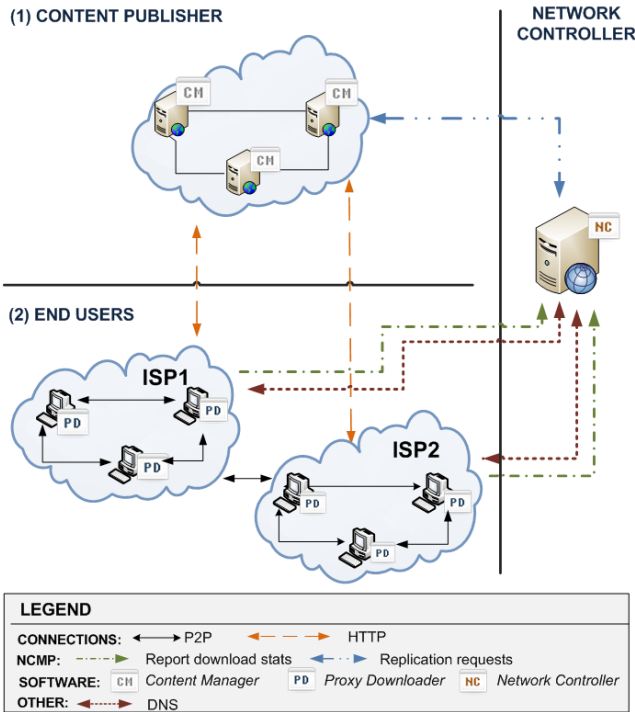 (1) CONTENT PUBLISHER
NETWORK
CONTROLLER
CM
CM
CM
NC
(2) END USERS
ISP1
PD
PD
PD
ISP2
PD
PD
PD
LEGEND
CONNECTIONS: P2P HTTP
NCMP: Report download stats Replication requests
SOFTWARE: CM Content Manager PD Proxy Downloader NC Network Controller
OTHER: DNS